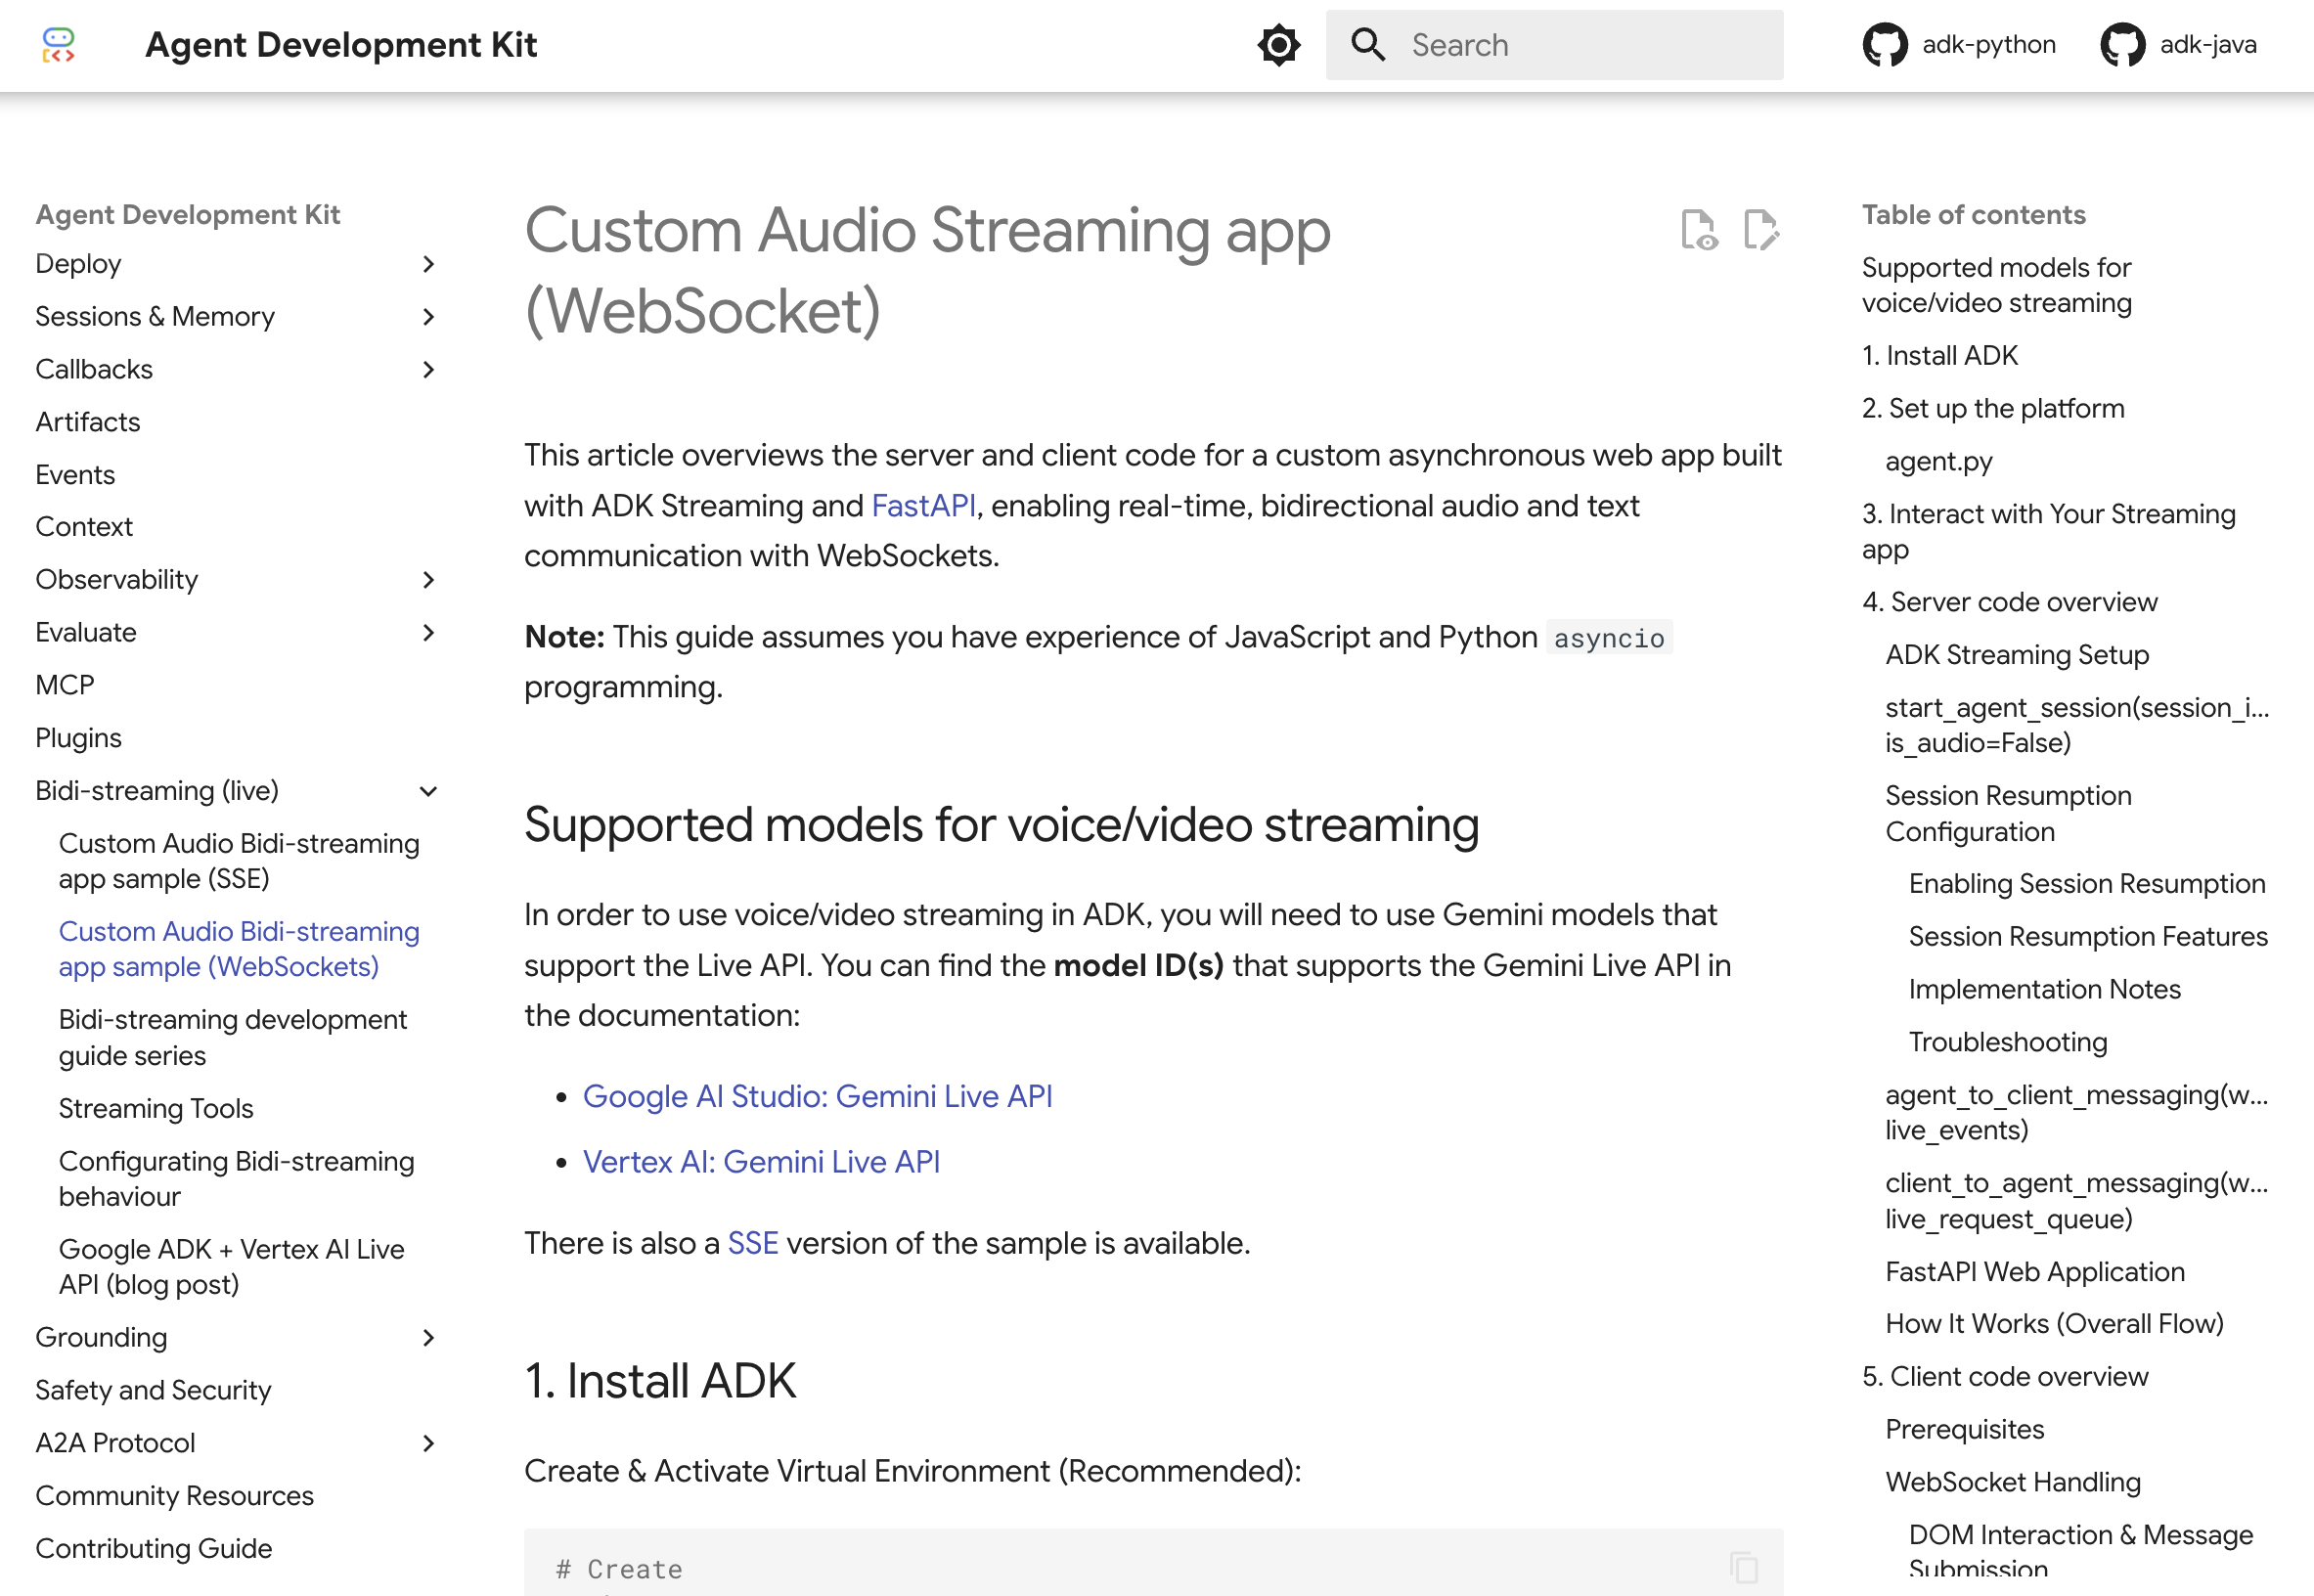 Agent Development Kit
Search
adk-python
adk-java
Agent Development Kit
Deploy
Sessions & Memory
Callbacks
Artifacts
Events
Context
Observability
Evaluate
MCP
Plugins
Bidi-streaming (live)
Custom Audio Bidi-streaming
app sample (SSE)
Custom Audio Bidi-streaming
app sample (WebSockets)
Bidi-streaming development
guide series
Streaming Tools
Configurating Bidi-streaming
behaviour
Google ADK + Vertex AI Live
API (blog post)
Grounding
Safety and Security
A2A Protocol
Community Resources
Contributing Guide
Custom Audio Streaming app
(WebSocket)
This article overviews the server and client code for a custom asynchronous web app built
with ADK Streaming and FastAPI, enabling real-time, bidirectional audio and text
communication with WebSockets.
Note: This guide assumes you have experience of JavaScript and Python asyncio
programming.
Supported models for voice/video streaming
In order to use voice/video streaming in ADK, you will need to use Gemini models that
support the Live API. You can find the model ID(s) that supports the Gemini Live API in
the documentation:
• Google AI Studio: Gemini Live API
• Vertex AI: Gemini Live API
There is also a SSE version of the sample is available.
1. Install ADK
Create & Activate Virtual Environment (Recommended):
# Create
Table of contents
Supported models for
voice/video streaming
1. Install ADK
2. Set up the platform
agent.py
3. Interact with Your Streaming
app
4. Server code overview
ADK Streaming Setup
start_agent_session(session_i...
is_audio=False)
Session Resumption
Configuration
Enabling Session Resumption
Session Resumption Features
Implementation Notes
Troubleshooting
agent_to_client_messaging(w...
live_events)
client_to_agent_messaging(w...
live_request_queue)
FastAPI Web Application
How It Works (Overall Flow)
5. Client code overview
Prerequisites
WebSocket Handling
DOM Interaction & Message
Submission